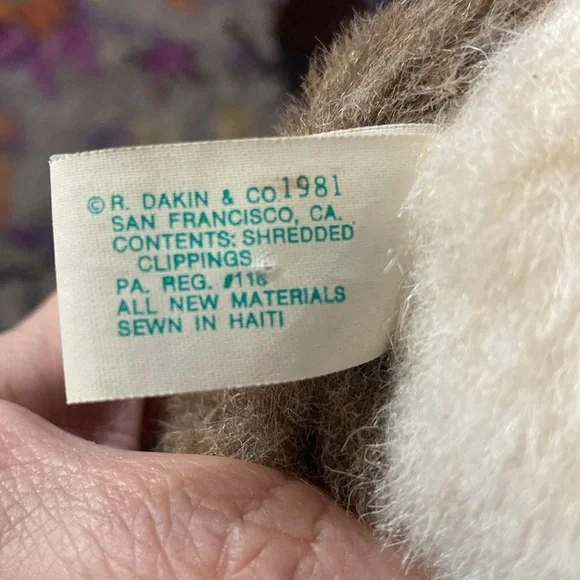 © R. DAKIN & CO. 1981
SAN FRANCISCO, CA.
CONTENTS: SHREDDED
CLIPPINGS
PA. REG. #118
ALL NEW MATERIALS
SEWN IN HAITI